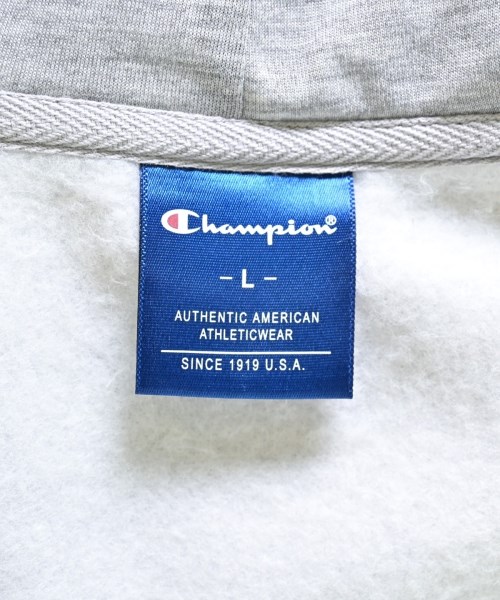 Champion®
- L -
AUTHENTIC AMERICAN
ATHLETICWEAR
SINCE 1919 U.S.A.